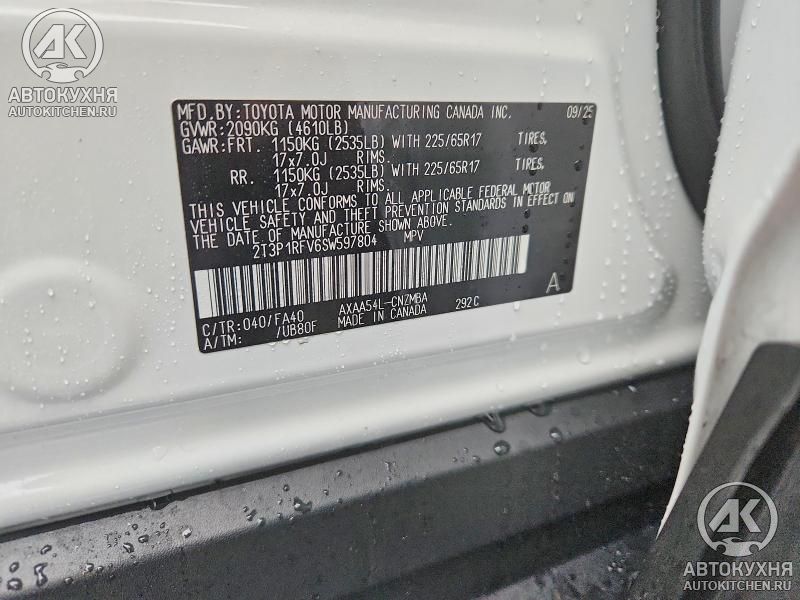 AK
АВТОКУХНЯ
AUTOKITCHEN.RU
MFD.BY:TOYOTA MOTOR MANUFACTURING CANADA INC. 09/25
GVWR:2090KG (4610LB)
GAWR:FRT. 1150KG (2535LB) WITH 225/65R17 TIRES,
17x7.0J RIMS.
RR. 1150KG (2535LB) WITH 225/65R17 TIRES,
17x7.0J RIMS.
THIS VEHICLE CONFORMS TO ALL APPLICABLE FEDERAL MOTOR
VEHICLE SAFETY AND THEFT PREVENTION STANDARDS IN EFFECT ON
THE DATE OF MANUFACTURE SHOWN ABOVE.
2T3P1RFV6SW597804 MPV
A
C/TR:040/FA40 AXAA54L-CNZMBA 292C
A/TM: /UB80F MADE IN CANADA
AK
АВТОКУХНЯ
AUTOKITCHEN.RU